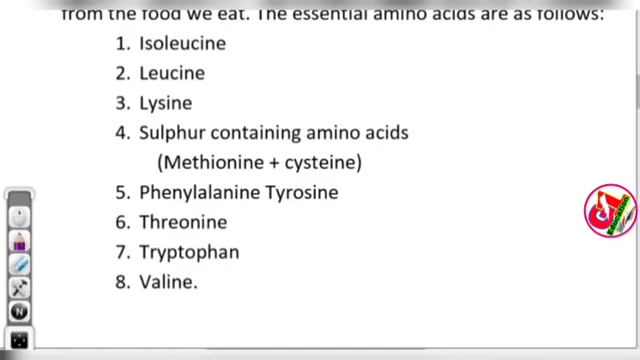 from the food we eat. The essential amino acids are as follows:
1. Isoleucine
2. Leucine
3. Lysine
4. Sulphur containing amino acids
(Methionine + cysteine)
5. Phenylalanine Tyrosine
6. Threonine
7. Tryptophan
8. Valine.
Education
N